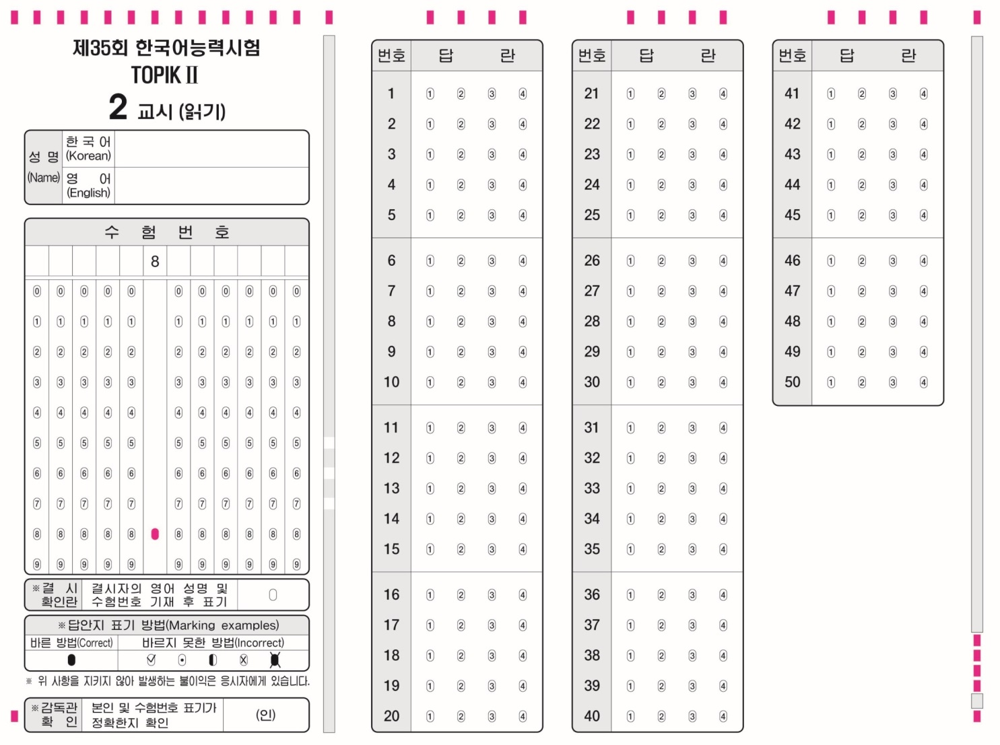 제35회 한국어능력시험
TOPIK Ⅱ
2 교시 (읽기)
성 명
(Name)
한 국 어
(Korean)
영 어
(English)
수 험 번 호
8
0 0 0 0 0 0 0 0 0 0 0
1 1 1 1 1 1 1 1 1 1 1
2 2 2 2 2 2 2 2 2 2 2
3 3 3 3 3 3 3 3 3 3 3
4 4 4 4 4 4 4 4 4 4 4
5 5 5 5 5 5 5 5 5 5 5
6 6 6 6 6 6 6 6 6 6 6
7 7 7 7 7 7 7 7 7 7 7
8 8 8 8 8 8 8 8 8 8 8
9 9 9 9 9 9 9 9 9 9 9
※결 시
확인란
결시자의 영어 성명 및
수험번호 기재 후 표기
※답안지 표기 방법(Marking examples)
바른 방법(Correct) 바르지 못한 방법(Incorrect)
※ 위 사항을 지키지 않아 발생하는 불이익은 응시자에게 있습니다.
※감독관
확 인
본인 및 수험번호 표기가
정확한지 확인
(인)
번호 답 란
1 ① ② ③ ④
2 ① ② ③ ④
3 ① ② ③ ④
4 ① ② ③ ④
5 ① ② ③ ④
6 ① ② ③ ④
7 ① ② ③ ④
8 ① ② ③ ④
9 ① ② ③ ④
10 ① ② ③ ④
11 ① ② ③ ④
12 ① ② ③ ④
13 ① ② ③ ④
14 ① ② ③ ④
15 ① ② ③ ④
16 ① ② ③ ④
17 ① ② ③ ④
18 ① ② ③ ④
19 ① ② ③ ④
20 ① ② ③ ④
번호 답 란
21 ① ② ③ ④
22 ① ② ③ ④
23 ① ② ③ ④
24 ① ② ③ ④
25 ① ② ③ ④
26 ① ② ③ ④
27 ① ② ③ ④
28 ① ② ③ ④
29 ① ② ③ ④
30 ① ② ③ ④
31 ① ② ③ ④
32 ① ② ③ ④
33 ① ② ③ ④
34 ① ② ③ ④
35 ① ② ③ ④
36 ① ② ③ ④
37 ① ② ③ ④
38 ① ② ③ ④
39 ① ② ③ ④
40 ① ② ③ ④
번호 답 란
41 ① ② ③ ④
42 ① ② ③ ④
43 ① ② ③ ④
44 ① ② ③ ④
45 ① ② ③ ④
46 ① ② ③ ④
47 ① ② ③ ④
48 ① ② ③ ④
49 ① ② ③ ④
50 ① ② ③ ④